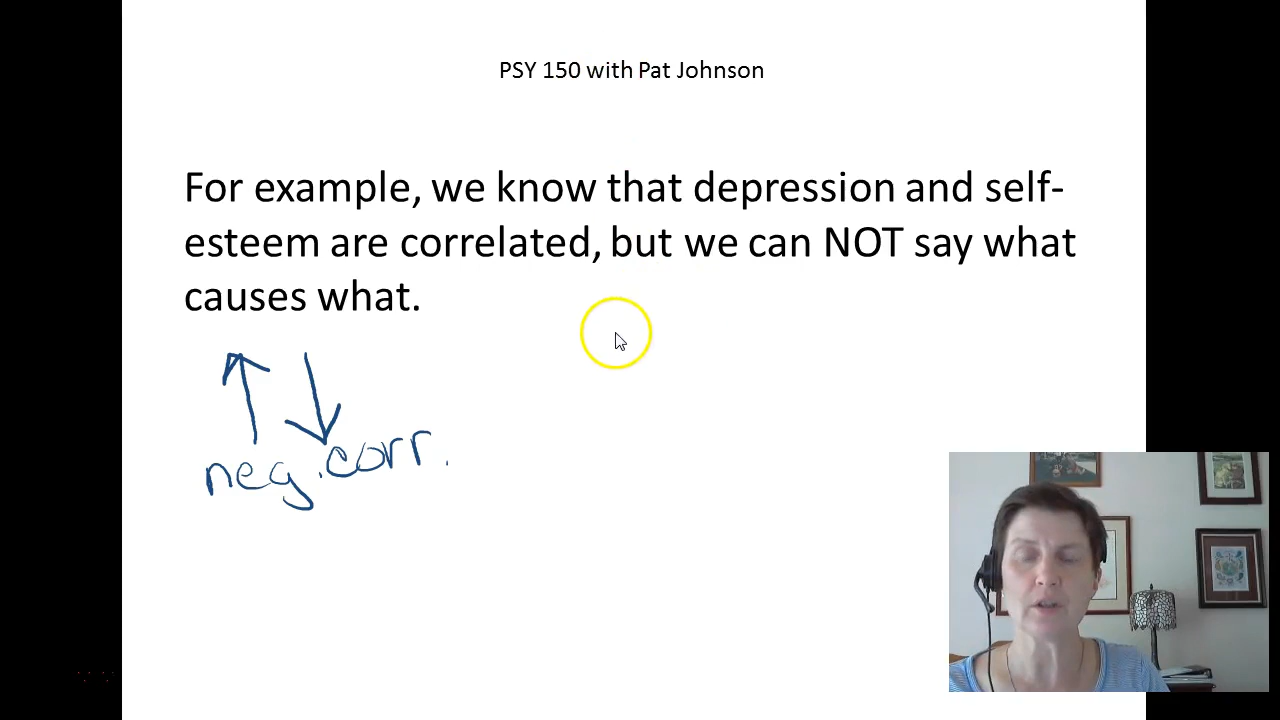 PSY 150 with Pat Johnson
For example, we know that depression and self-
esteem are correlated, but we can NOT say what
causes what.
neg. corr.